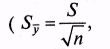 ( S_ȳ = S/√n,